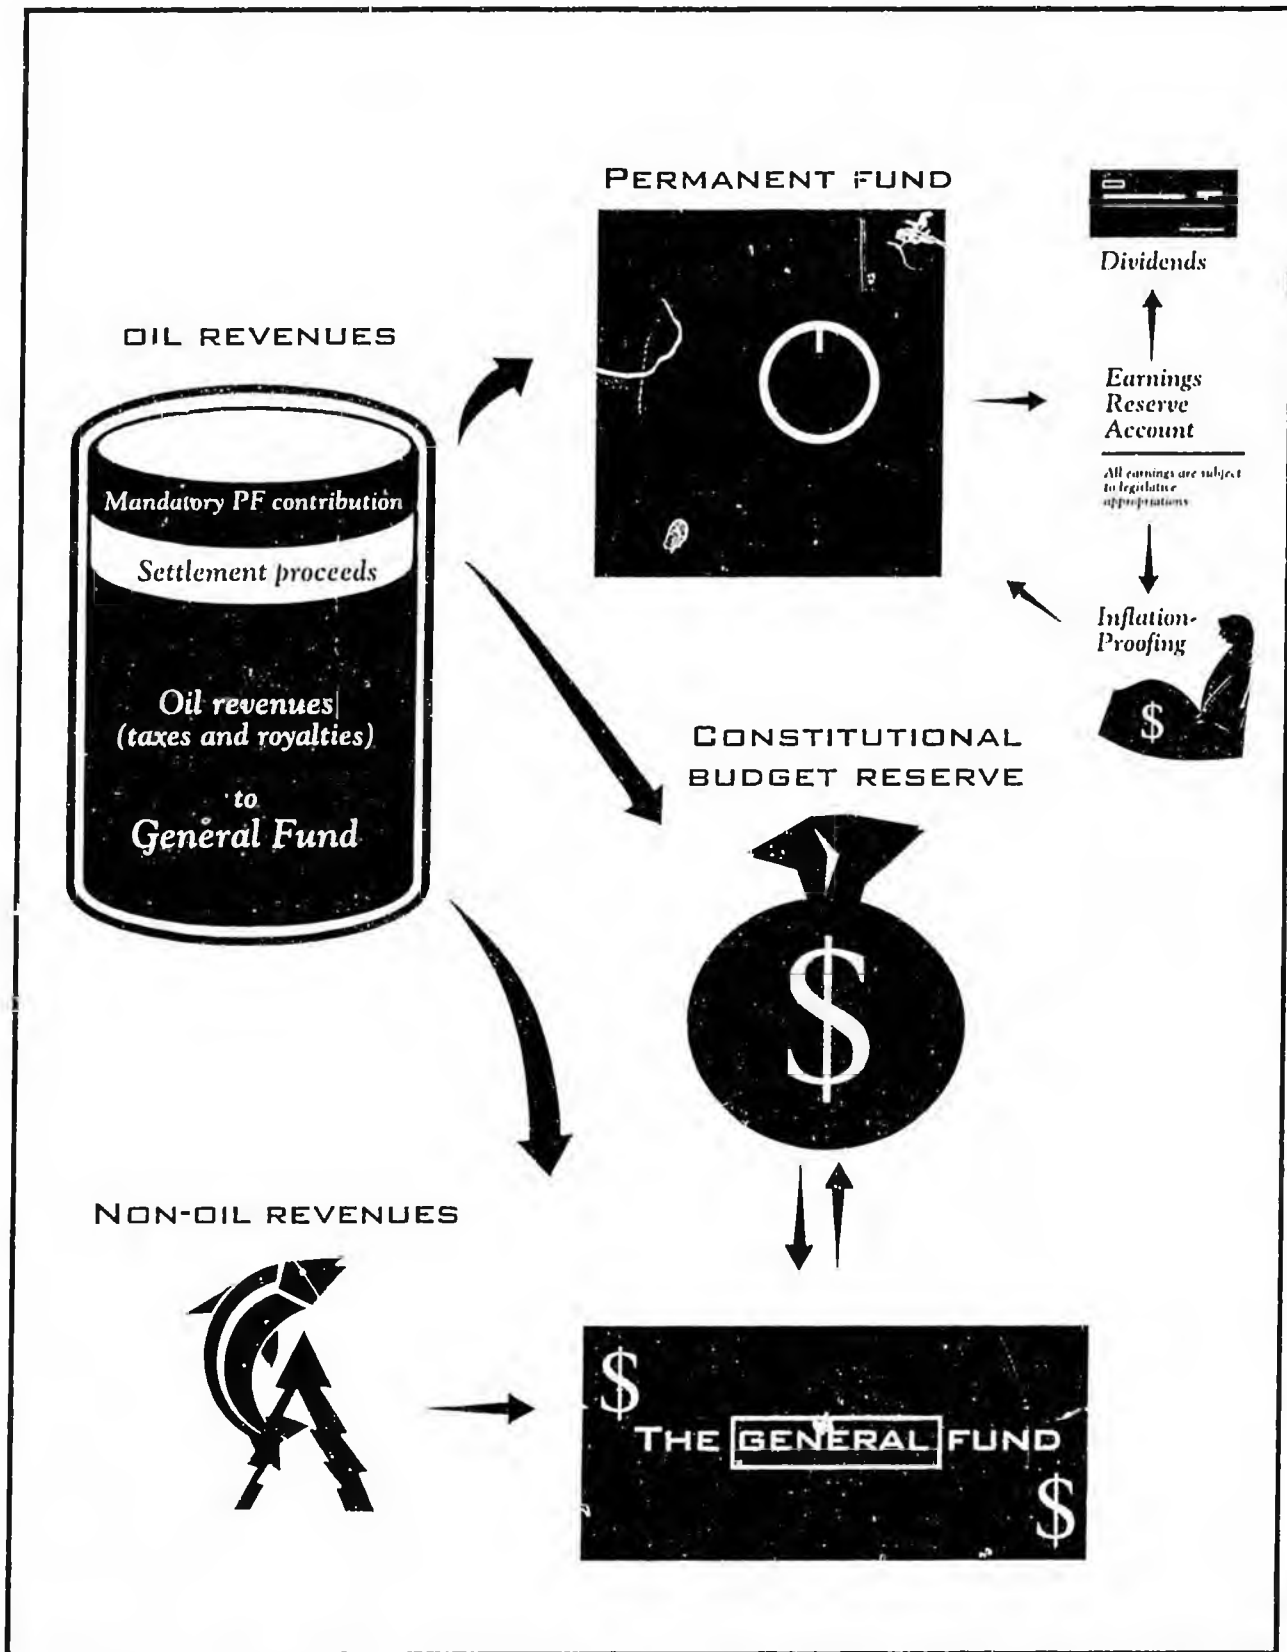 PERMANENT FUND
Dividends
OIL REVENUES
Earnings
Reserve
Account
All earnings are subject
to legislative
appropriations
Mandatory PF contribution
Settlement proceeds
Inflation-
Proofing
$
Oil revenues
(taxes and royalties)
to
General Fund
CONSTITUTIONAL
BUDGET RESERVE
$
NON-OIL REVENUES
$
THE GENERAL FUND
$